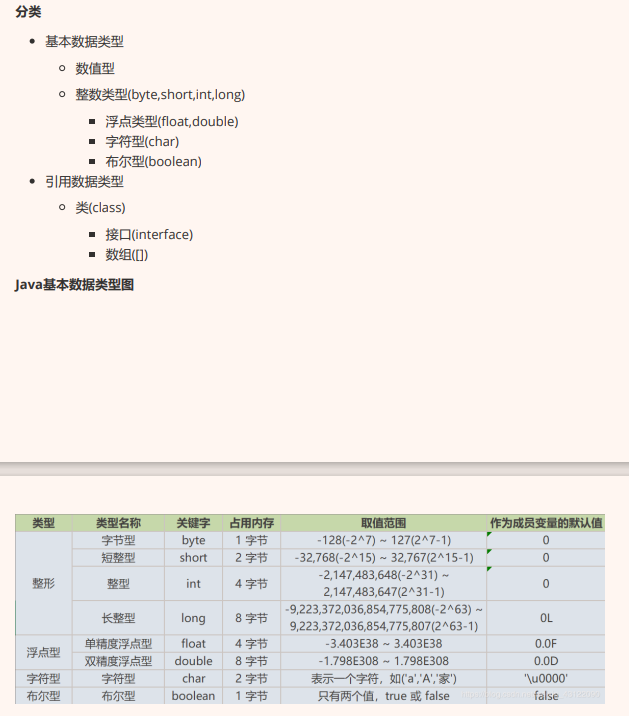 分类
基本数据类型
数值型
整数类型(byte,short,int,long)
浮点类型(float,double)
字符型(char)
布尔型(boolean)
引用数据类型
类(class)
接口(interface)
数组([])
Java基本数据类型图
类型 类型名称 关键字 占用内存 取值范围 作为成员变量的默认值
整形 字节型 byte 1 字节 -128(-2^7) ~ 127(2^7-1) 0
短整型 short 2 字节 -32,768(-2^15) ~ 32,767(2^15-1) 0
整型 int 4 字节 -2,147,483,648(-2^31) ~
2,147,483,647(2^31-1) 0
长整型 long 8 字节 -9,223,372,036,854,775,808(-2^63) ~
9,223,372,036,854,775,807(2^63-1) 0L
浮点型 单精度浮点型 float 4 字节 -3.403E38 ~ 3.403E38 0.0F
双精度浮点型 double 8 字节 -1.798E308 ~ 1.798E308 0.0D
字符型 字符型 char 2 字节 表示一个字符，如('a','A','家') '\u0000'
布尔型 布尔型 boolean 1 字节 只有两个值，true 或 false false